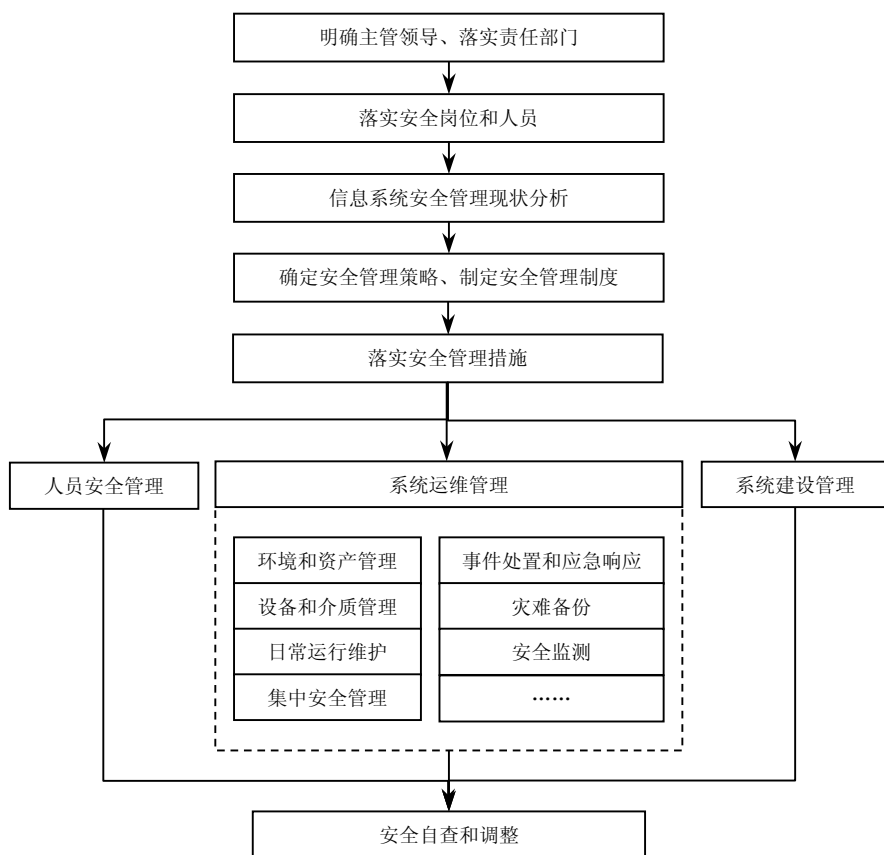 明确主管领导、落实责任部门
落实安全岗位和人员
信息系统安全管理现状分析
确定安全管理策略、制定安全管理制度
落实安全管理措施
人员安全管理
系统运维管理
系统建设管理
环境和资产管理
事件处置和应急响应
设备和介质管理
灾难备份
日常运行维护
安全监测
集中安全管理
……
安全自查和调整